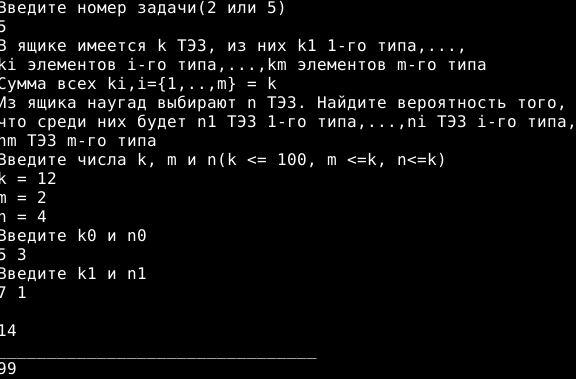 Введите номер задачи(2 или 5)
5
В ящике имеется k ТЭЗ, из них k1 1-го типа,...,
ki элементов i-го типа,...,km элементов m-го типа
Сумма всех ki,i={1,..,m} = k
Из ящика наугад выбирают n ТЭЗ. Найдите вероятность того,
что среди них будет n1 ТЭЗ 1-го типа,...,ni ТЭЗ i-го типа,
nm ТЭЗ m-го типа
Введите числа k, m и n(k <= 100, m <=k, n<=k)
k = 12
m = 2
n = 4
Введите k0 и n0
5 3
Введите k1 и n1
7 1
14
_________________________________
99